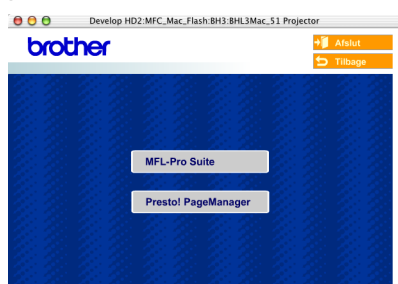 Develop HD2:MFC_Mac_Flash:BH3:BHL3Mac_51 Projector
brother
Afslut
Tilbage
MFL-Pro Suite
Presto! PageManager